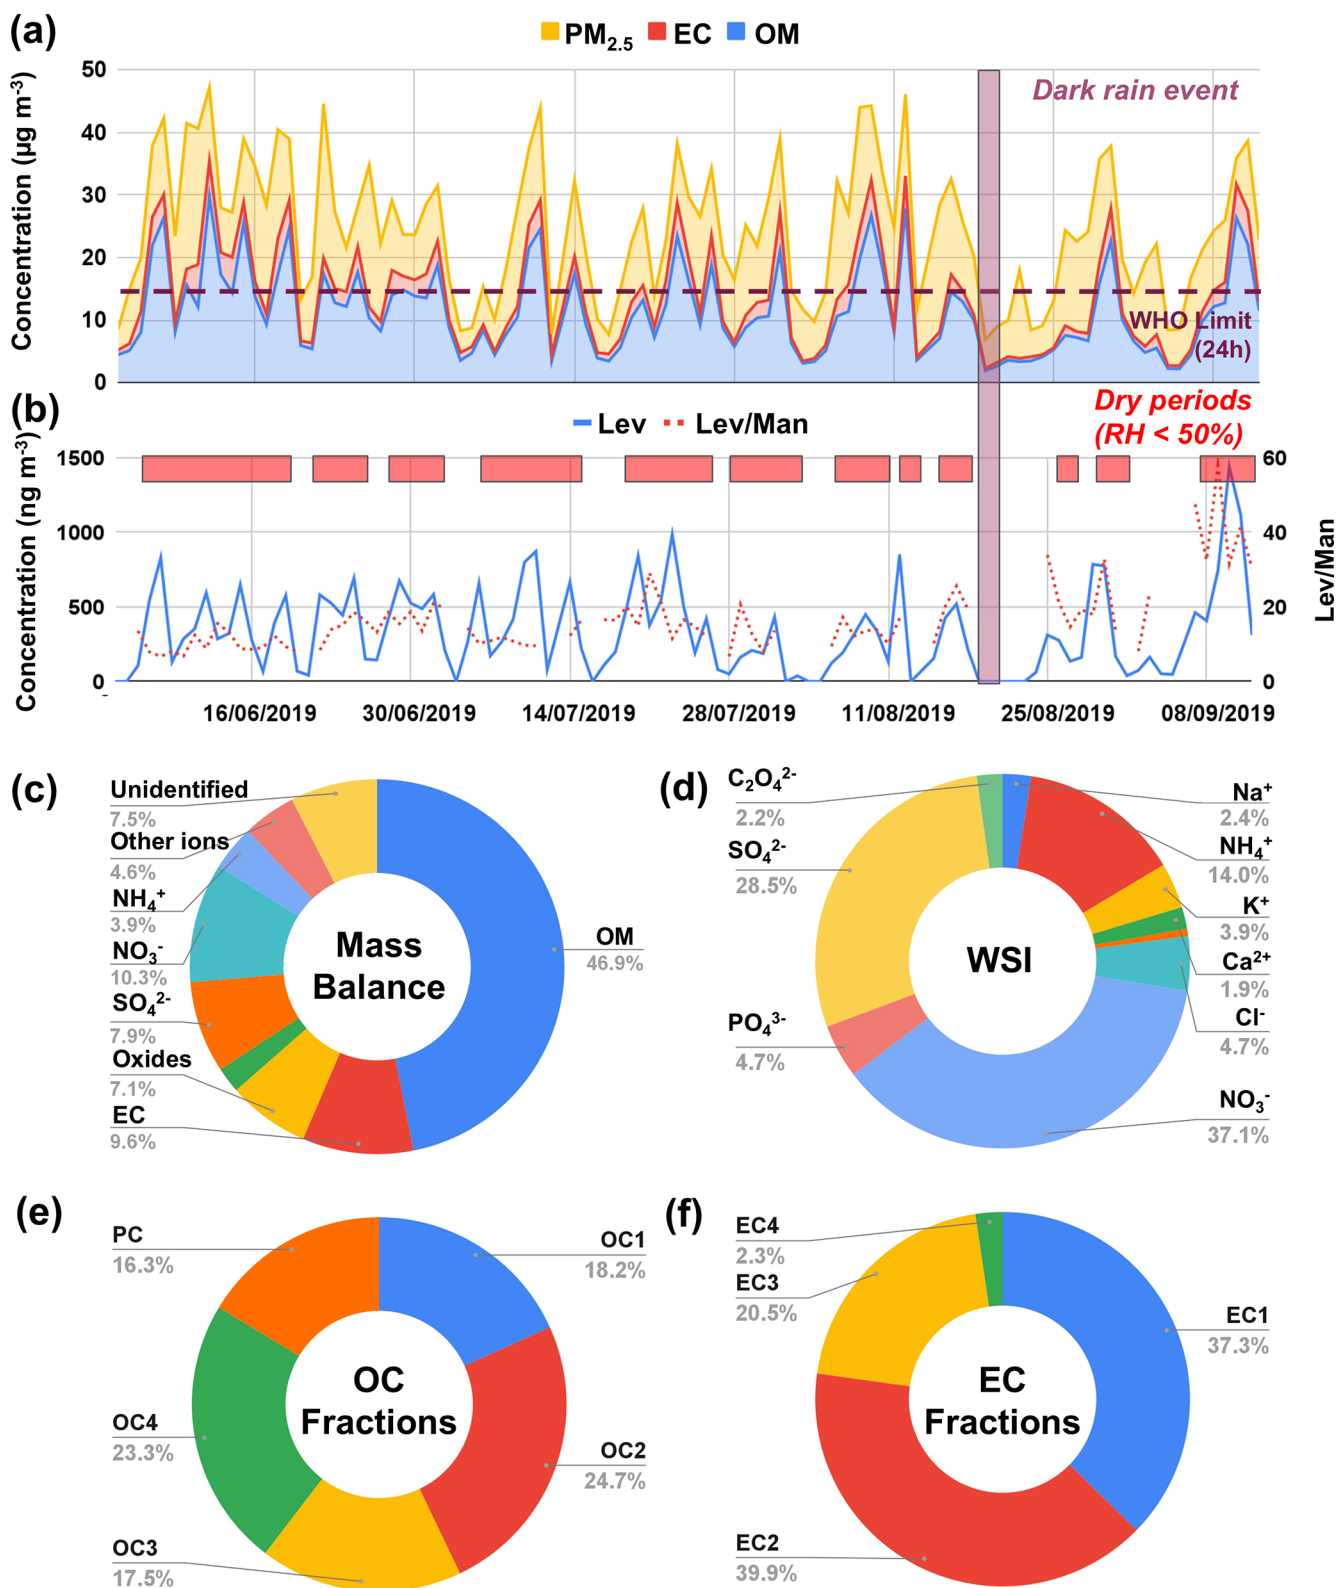 (a)
PM2.5 EC OM
Concentration (µg m-3)
50
40
30
20
10
0
Dark rain event
WHO Limit
(24h)
(b)
Lev Lev/Man
Dry periods
(RH < 50%)
Concentration (ng m-3)
1500
1000
500
0
60
40
20
0
Lev/Man
16/06/2019 30/06/2019 14/07/2019 28/07/2019 11/08/2019 25/08/2019 08/09/2019
(c)
Mass
Balance
Unidentified
7.5%
Other ions
4.6%
NH4+
3.9%
NO3-
10.3%
SO42-
7.9%
Oxides
7.1%
EC
9.6%
OM
46.9%
(d)
WSI
C2O42-
2.2%
SO42-
28.5%
PO43-
4.7%
Na+
2.4%
NH4+
14.0%
K+
3.9%
Ca2+
1.9%
Cl-
4.7%
NO3-
37.1%
(e)
OC
Fractions
PC
16.3%
OC4
23.3%
OC3
17.5%
OC1
18.2%
OC2
24.7%
(f)
EC
Fractions
EC4
2.3%
EC3
20.5%
EC2
39.9%
EC1
37.3%